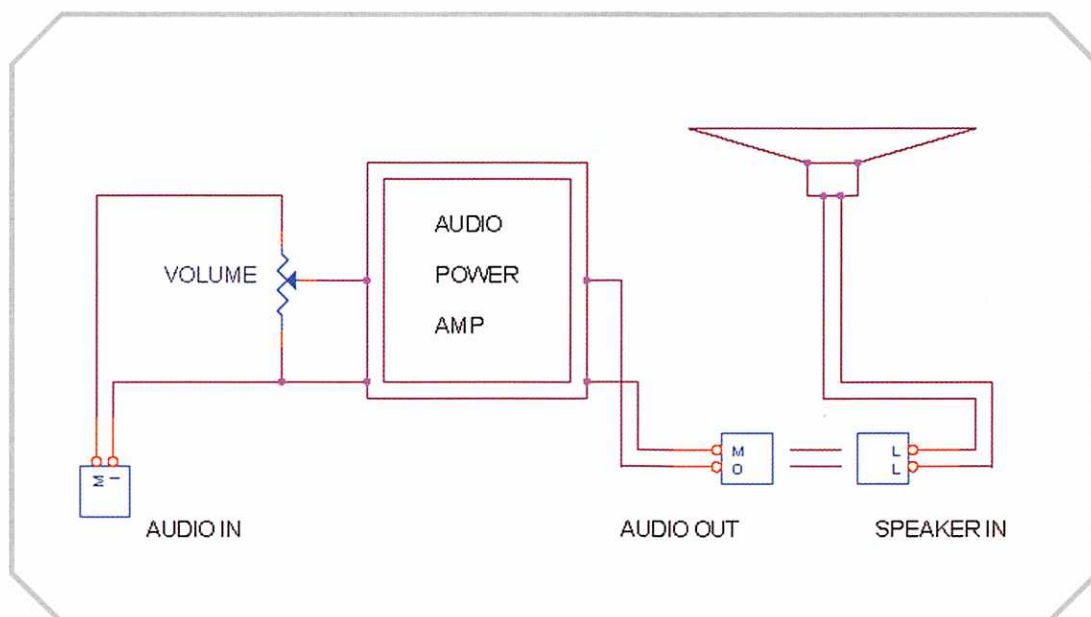 AUDIO
POWER
AMP
VOLUME
M
I
AUDIO IN
M
O
AUDIO OUT
L
L
SPEAKER IN